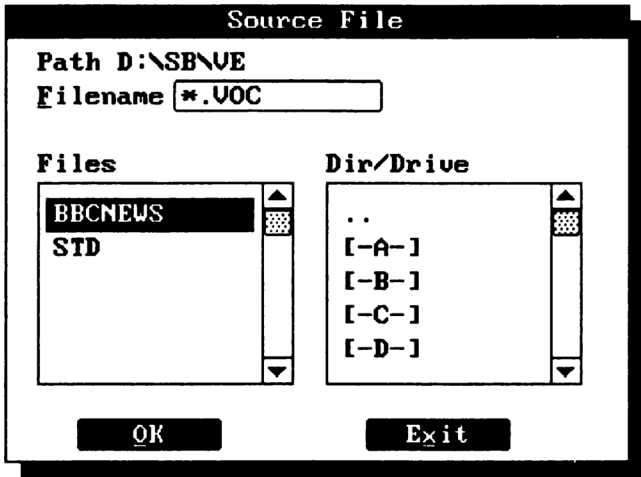 Source File
Path D:\SB\VE
Filename *.VOC
Files Dir/Drive
BBCNEWS ..
STD [-A-]
[-B-]
[-C-]
[-D-]
OK Exit